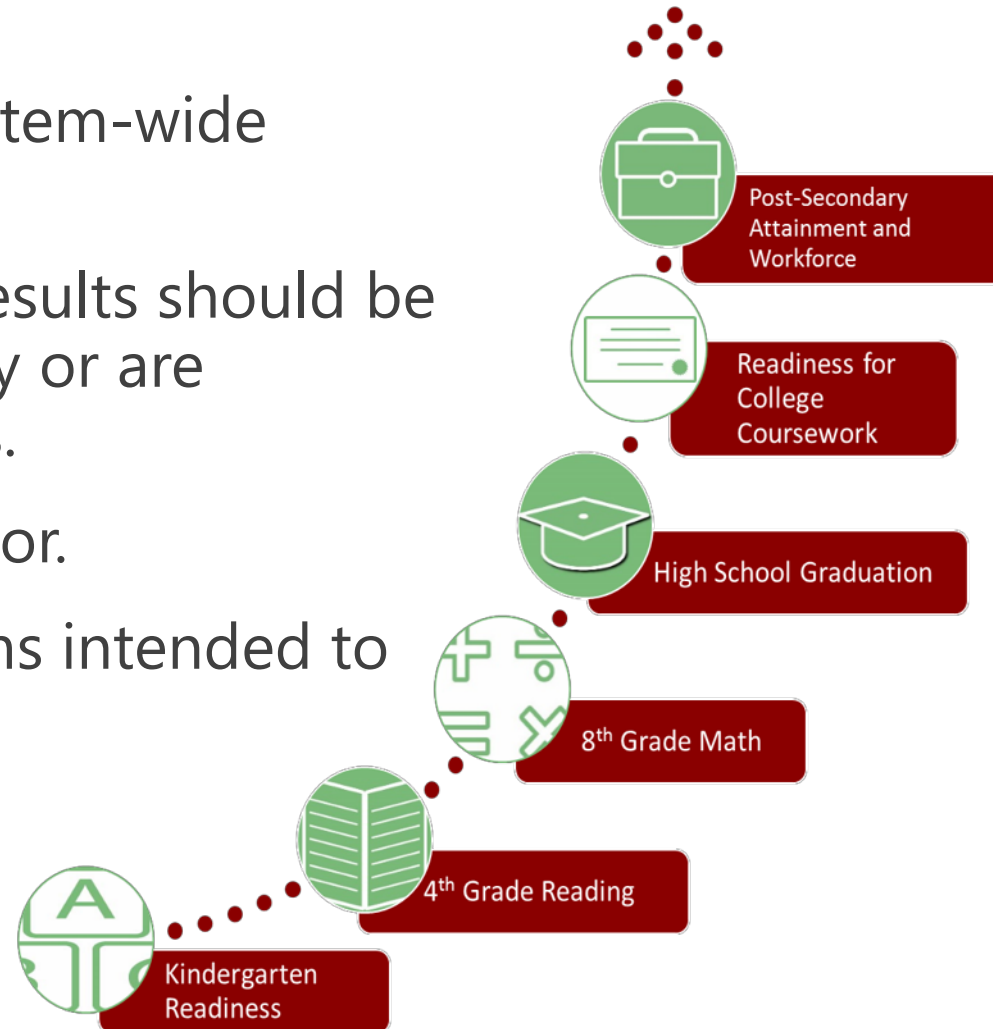 tem-wide
esults should be
y or are
.
or.
ns intended to
Post-Secondary
Attainment and
Workforce
Readiness for
College
Coursework
High School Graduation
8th Grade Math
4th Grade Reading
A
Kindergarten
Readiness